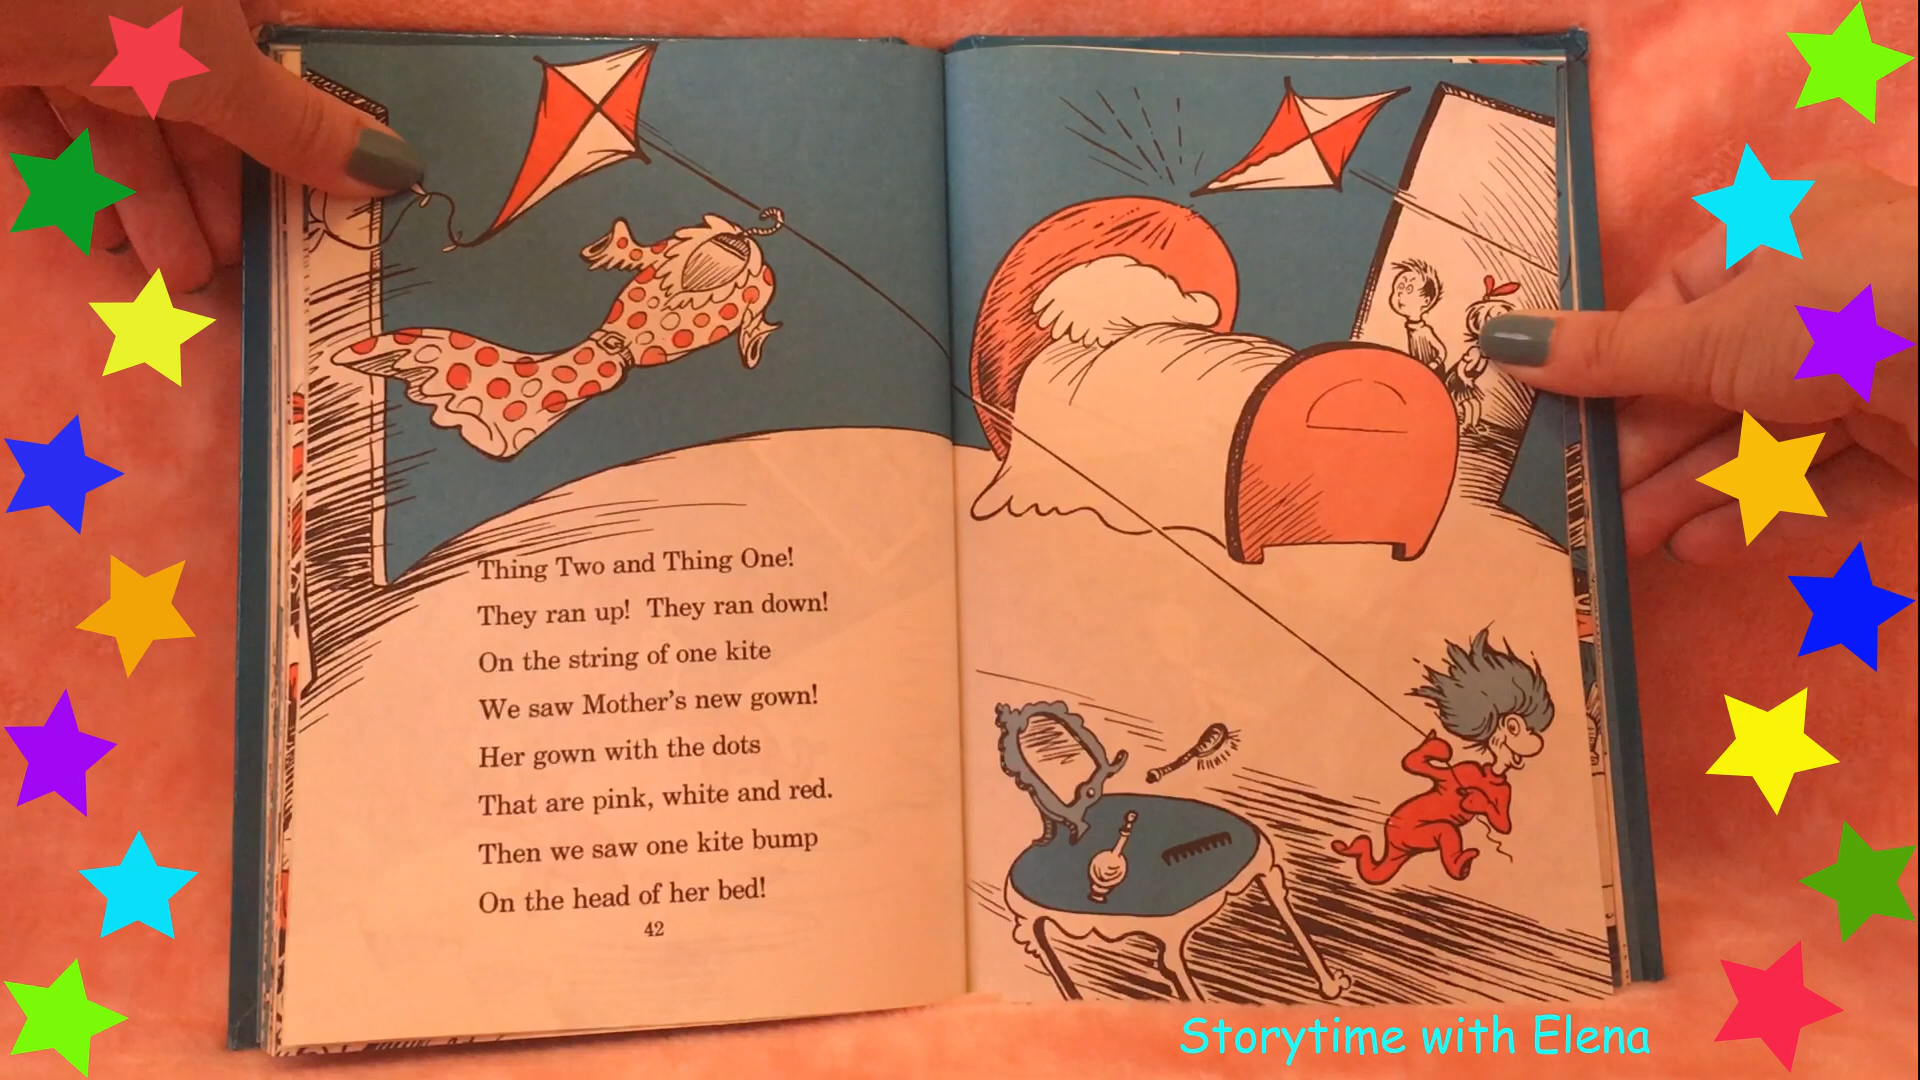 Thing Two and Thing One!
They ran up!  They ran down!
On the string of one kite
We saw Mother's new gown!
Her gown with the dots
That are pink, white and red.
Then we saw one kite bump
On the head of her bed!
42
Storytime with Elena